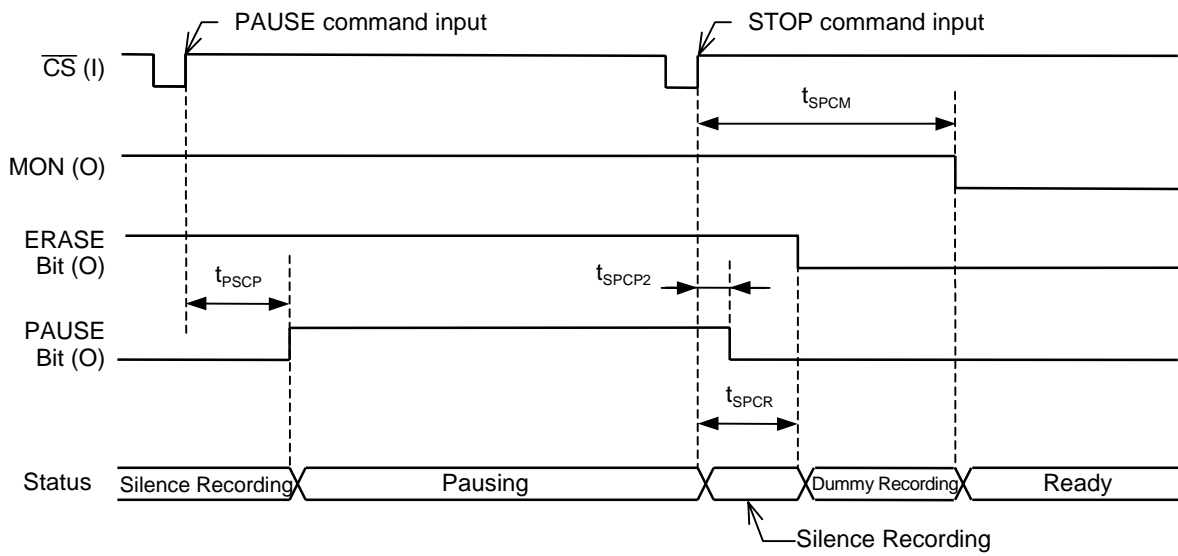 PAUSE command input
STOP command input
CS (I)
tSPCM
MON (O)
ERASE
Bit (O)
tPSCP
tSPCP2
PAUSE
Bit (O)
tSPCR
Status
Silence Recording
Pausing
Dummy Recording
Ready
Silence Recording